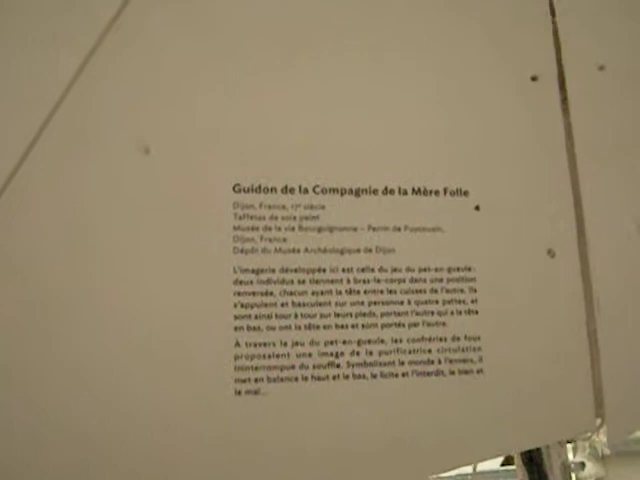 Guidon de la Compagnie de la Mère Folle
Dijon, France, 17e siècle
Taffetas de soie peint
Musée de la vie Bourguignonne – Perrin de Puycousin,
Dijon, France
Dépôt du Musée Archéologique de Dijon
L'imagerie développée ici est celle du jeu du pet-en-gueule:
deux individus se tiennent à bras-le-corps dans une position
renversée, chacun ayant la tête entre les cuisses de l'autre. Ils
s'appuient et basculent sur une personne à quatre pattes, et
sont ainsi tour à tour sur leurs pieds, portant l'autre qui a la tête
en bas, ou ont la tête en bas et sont portés par l'autre.
À travers le jeu du pet-en-gueule, les confréries de fous
proposaient une image de la purificatrice circulation
ininterrompue du souffle. Symbolisant le monde à l'envers, il
met en balance le haut et le bas, le licite et l'interdit, le bien et
le mal...